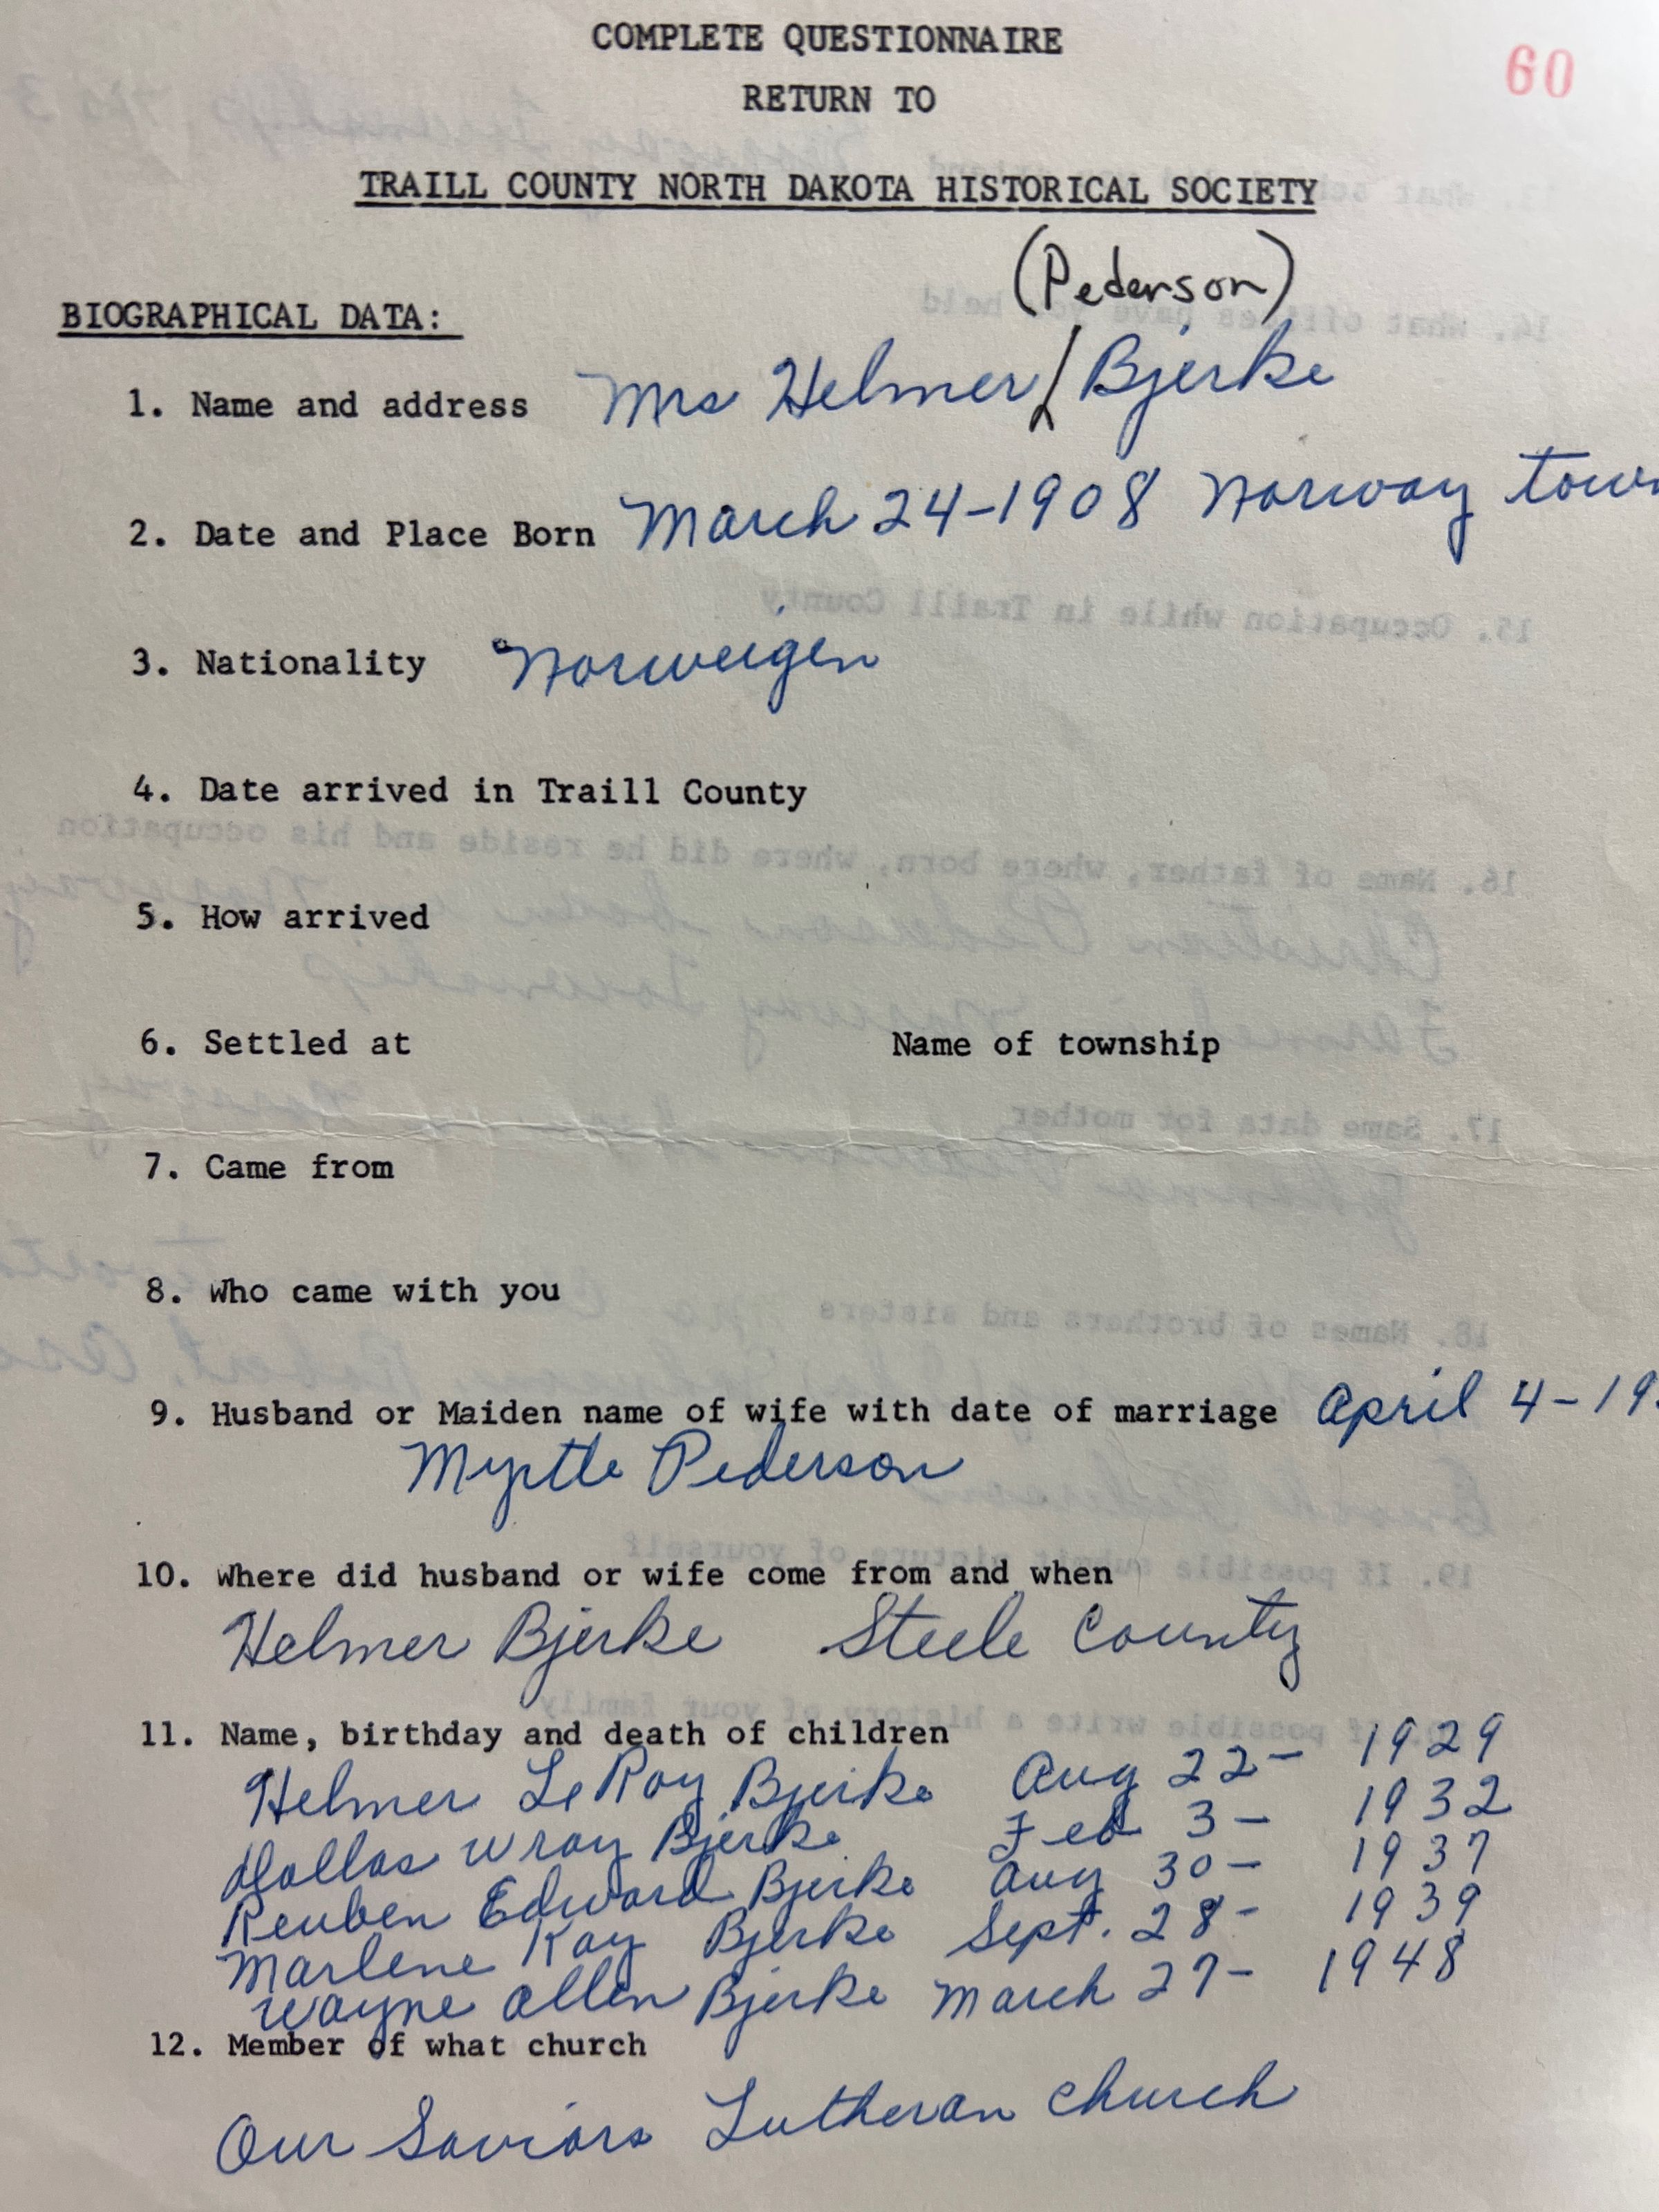 COMPLETE QUESTIONNAIRE
60
RETURN TO
TRAILL COUNTY NORTH DAKOTA HISTORICAL SOCIETY
(Pederson)
BIOGRAPHICAL DATA:
1. Name and address Mrs Helmer Bjerke
2. Date and Place Born March 24-1908 Norway town
3. Nationality Norweigen
4. Date arrived in Traill County
5. How arrived
6. Settled at Name of township
7. Came from
8. Who came with you
9. Husband or Maiden name of wife with date of marriage April 4-19
Myrtle Pederson
10. Where did husband or wife come from and when
Helmer Bjerke Steele County
11. Name, birthday and death of children
Helmer LeRoy Bjerke Aug 22- 1929
Dallas Wray Bjerke Feb 3- 1932
Reuben Edward Bjerke Aug 30- 1937
Marlene Kay Bjerke Sept. 28- 1939
Wayne Allen Bjerke March 27- 1948
12. Member of what church
Our Saviors Lutheran Church